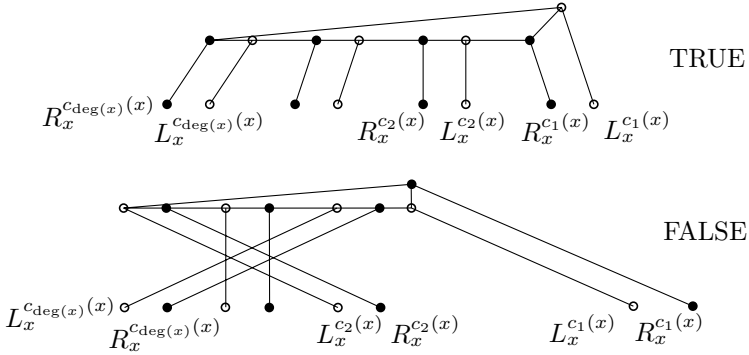 TRUE
R_x^{c_{deg(x)}(x)} L_x^{c_{deg(x)}(x)} R_x^{c_2(x)} L_x^{c_2(x)} R_x^{c_1(x)} L_x^{c_1(x)}
FALSE
L_x^{c_{deg(x)}(x)} R_x^{c_{deg(x)}(x)} L_x^{c_2(x)} R_x^{c_2(x)} L_x^{c_1(x)} R_x^{c_1(x)}